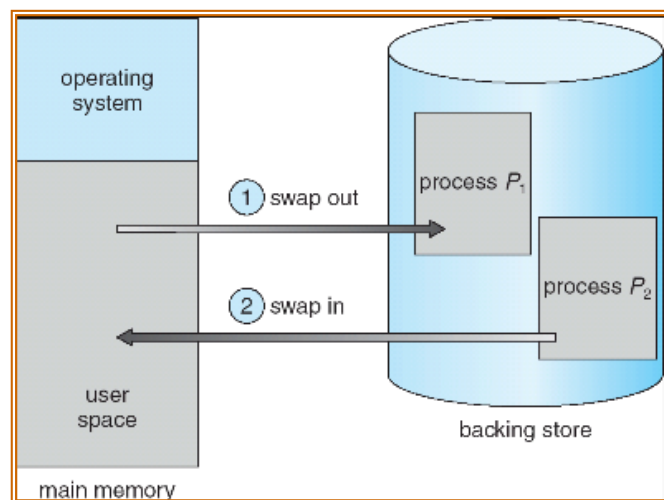 operating
system
process P1
1 swap out
process P2
2 swap in
user
space
backing store
main memory